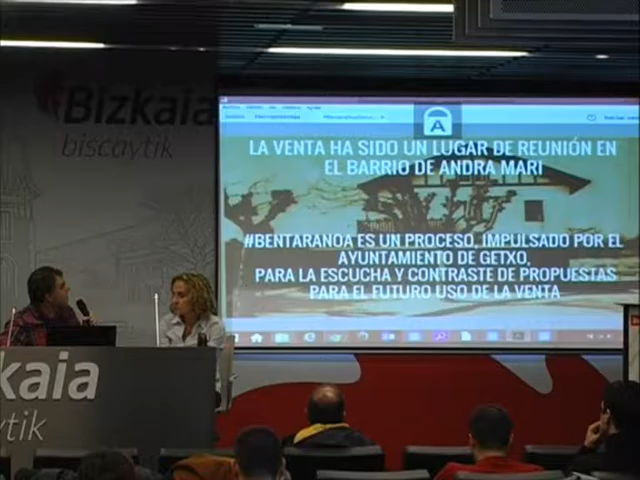 Bizkaia
biscaytik
A
LA VENTA HA SIDO UN LUGAR DE REUNIÓN EN
EL BARRIO DE ANDRA MARI
#BENTARANOA ES UN PROCESO, IMPULSADO POR EL
AYUNTAMIENTO DE GETXO,
PARA LA ESCUCHA Y CONTRASTE DE PROPUESTAS
PARA EL FUTURO USO DE LA VENTA
kaia
ytik